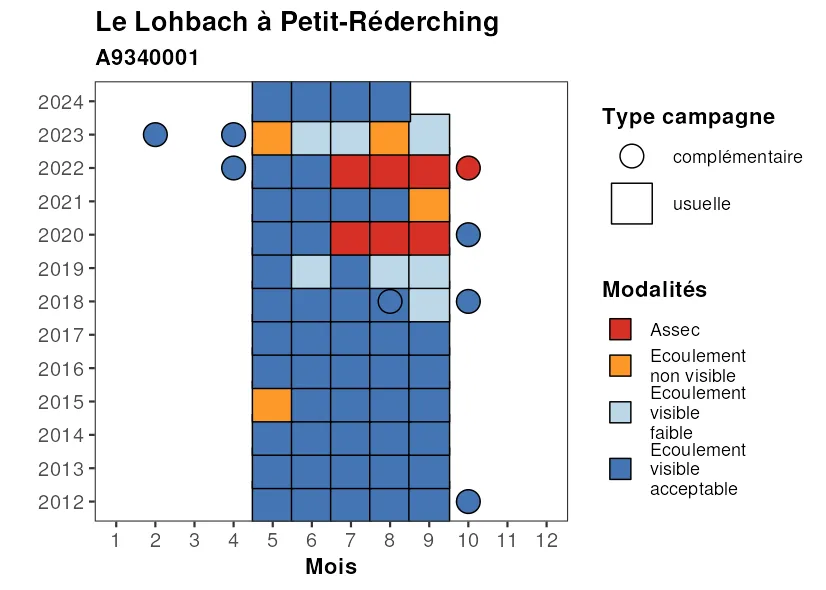 Le Lohbach à Petit-Réderching
A9340001
2024
2023
2022
2021
2020
2019
2018
2017
2016
2015
2014
2013
2012
1 2 3 4 5 6 7 8 9 10 11 12
Mois
Type campagne
complémentaire
usuelle
Modalités
Assec
Ecoulement
non visible
Ecoulement
visible
faible
Ecoulement
visible
acceptable